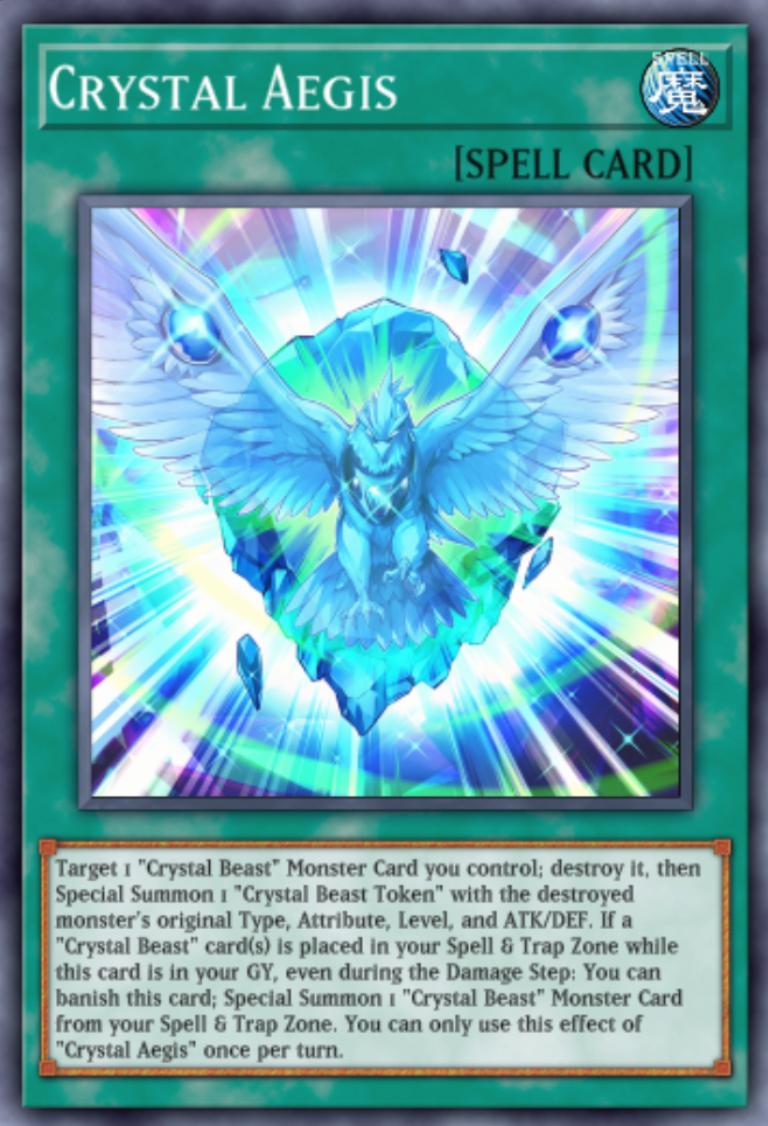 CRYSTAL AEGIS
SPELL
魔
[SPELL CARD]
Target 1 "Crystal Beast" Monster Card you control; destroy it, then
Special Summon 1 "Crystal Beast Token" with the destroyed
monster's original Type, Attribute, Level, and ATK/DEF. If a
"Crystal Beast" card(s) is placed in your Spell & Trap Zone while
this card is in your GY, even during the Damage Step: You can
banish this card; Special Summon 1 "Crystal Beast" Monster Card
from your Spell & Trap Zone. You can only use this effect of
"Crystal Aegis" once per turn.